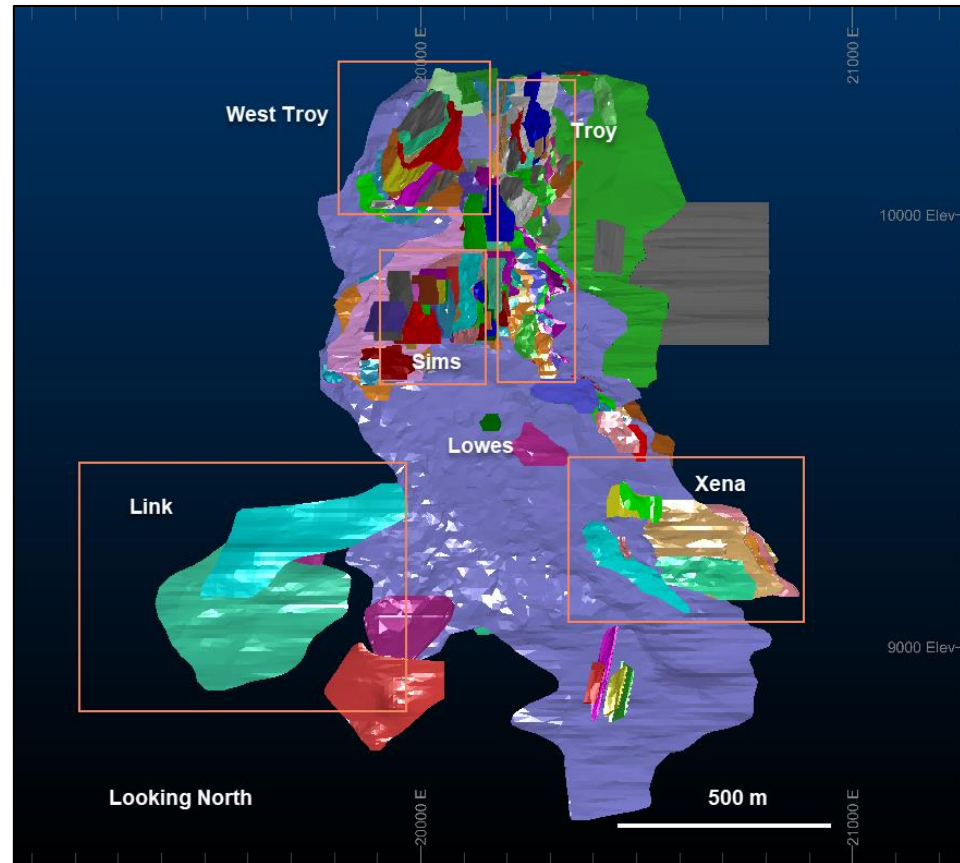 20000 E
21000 E
West Troy
Troy
10000 Elev
Sims
Lowes
Xena
Link
9000 Elev
Looking North
500 m
20000 E
21000 E